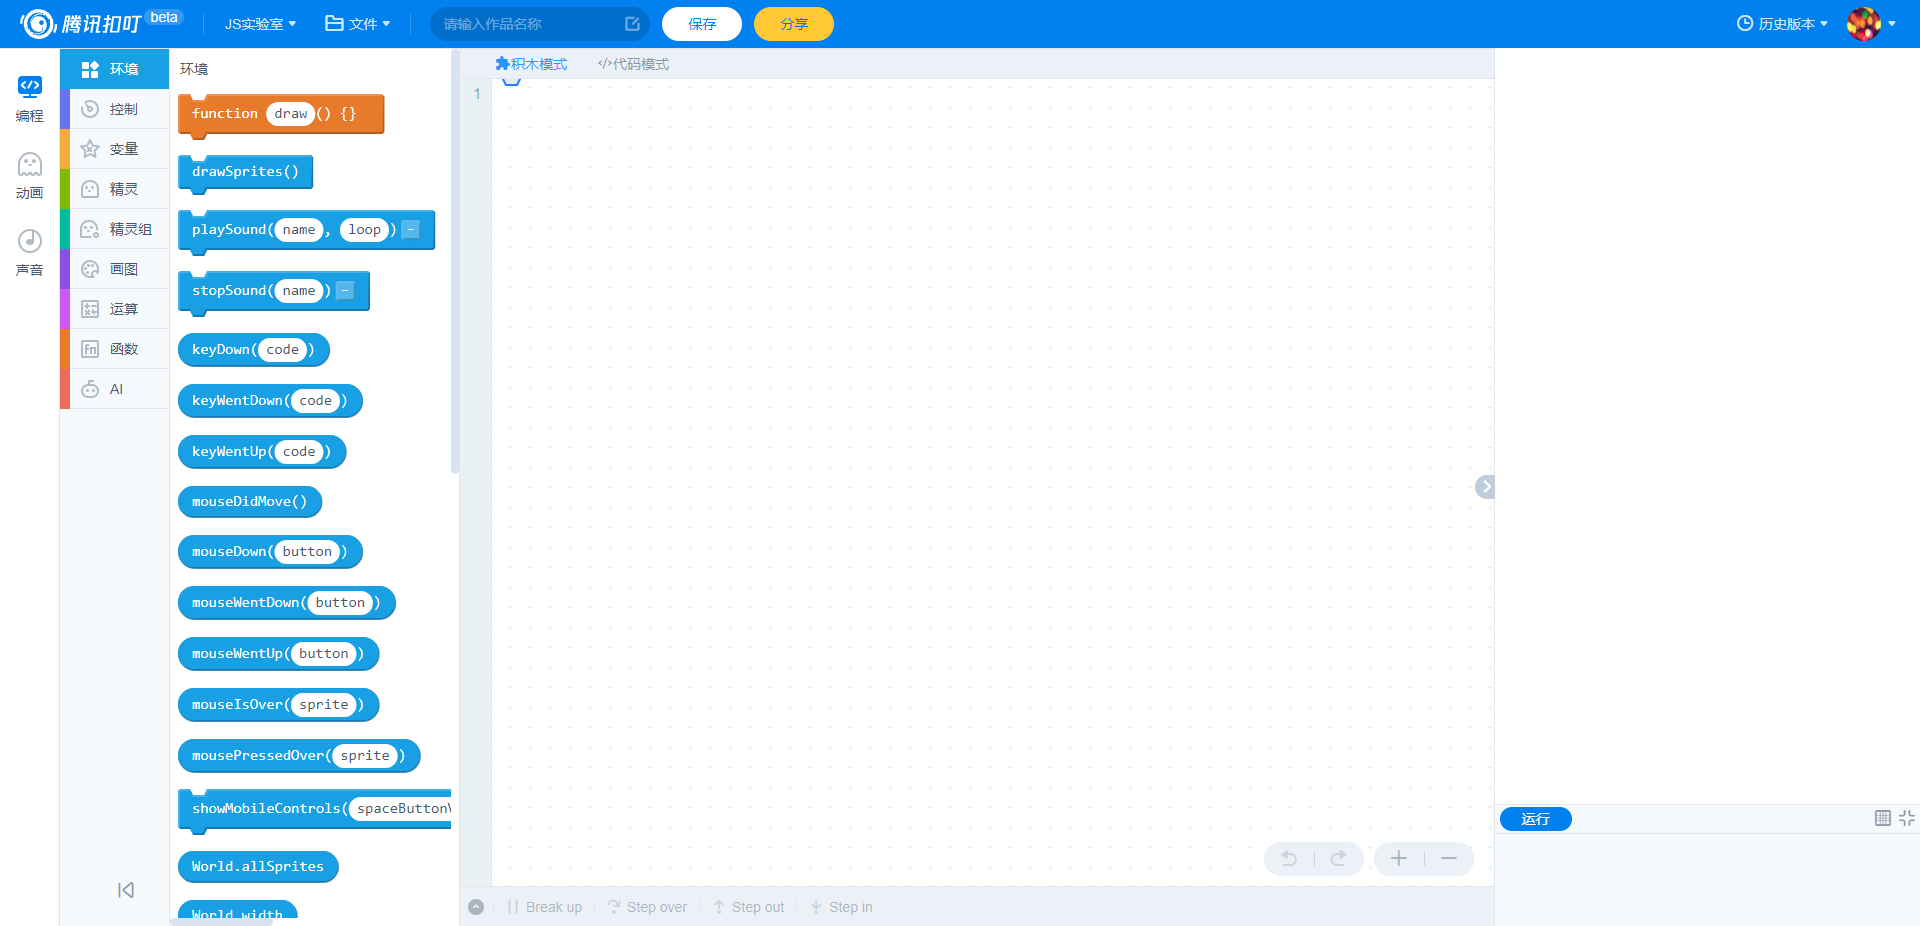 腾讯扣叮 beta
JS实验室
文件
请输入作品名称
保存
分享
历史版本
编程
动画
声音
环境
控制
变量
精灵
精灵组
画图
运算
函数
AI
环境
function draw () {}
drawSprites()
playSound( name , loop ) -
stopSound( name ) -
keyDown( code )
keyWentDown( code )
keyWentUp( code )
mouseDidMove()
mouseDown( button )
mouseWentDown( button )
mouseWentUp( button )
mouseIsOver( sprite )
mousePressedOver( sprite )
showMobileControls( spaceButtonV
World.allSprites
World.width
积木模式
</>代码模式
1
Break up
Step over
Step out
Step in
运行